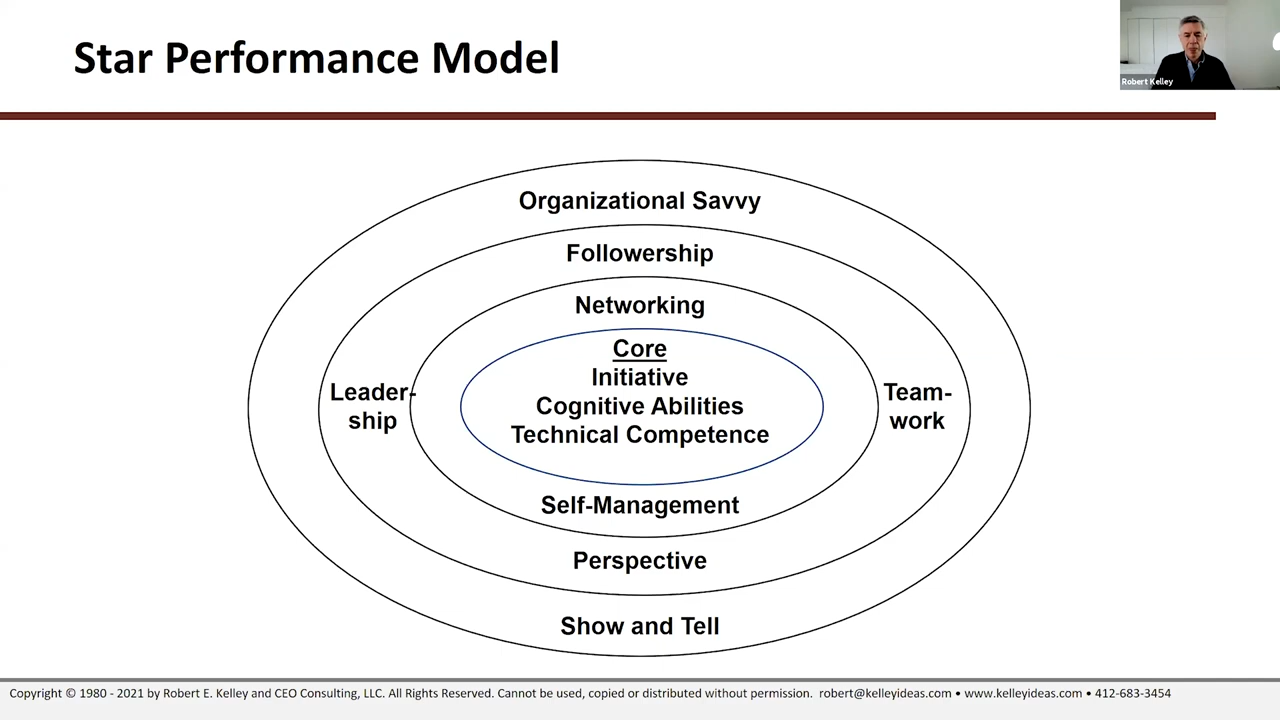 Star Performance Model
Robert Kelley
Organizational Savvy
Followership
Networking
Core
Initiative
Cognitive Abilities
Technical Competence
Leader-
ship
Team-
work
Self-Management
Perspective
Show and Tell
Copyright © 1980 - 2021 by Robert E. Kelley and CEO Consulting, LLC. All Rights Reserved. Cannot be used, copied or distributed without permission. robert@kelleyideas.com • www.kelleyideas.com • 412-683-3454